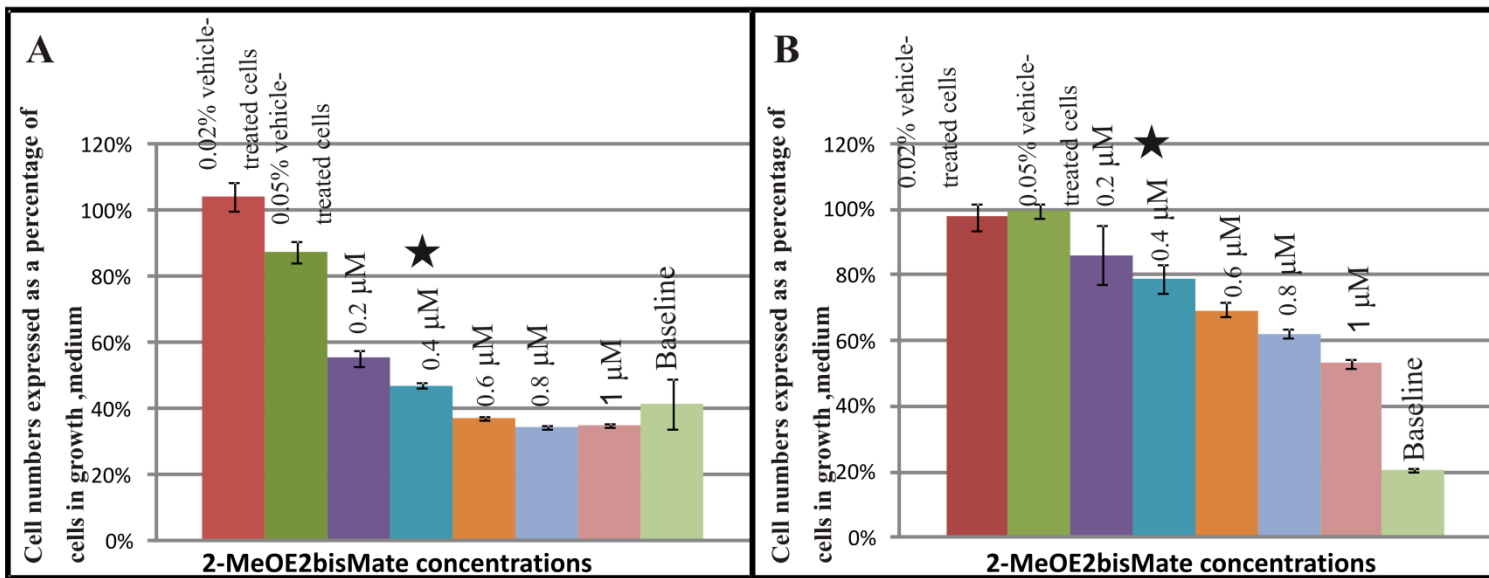 A
Cell numbers expressed as a percentage of
cells in growth ,medium
120%
100%
80%
60%
40%
20%
0%
0.02% vehicle-
treated cells
0.05% vehicle-
treated cells
0.2 µM
0.4 µM
0.6 µM
0.8 µM
1 µM
Baseline
2-MeOE2bisMate concentrations
B
Cell numbers expressed as a percentage of
cells in growth ,medium
120%
100%
80%
60%
40%
20%
0%
0.02% vehicle-
treated cells
0.05% vehicle-
treated cells
0.2 µM
0.4 µM
0.6 µM
0.8 µM
1 µM
Baseline
2-MeOE2bisMate concentrations